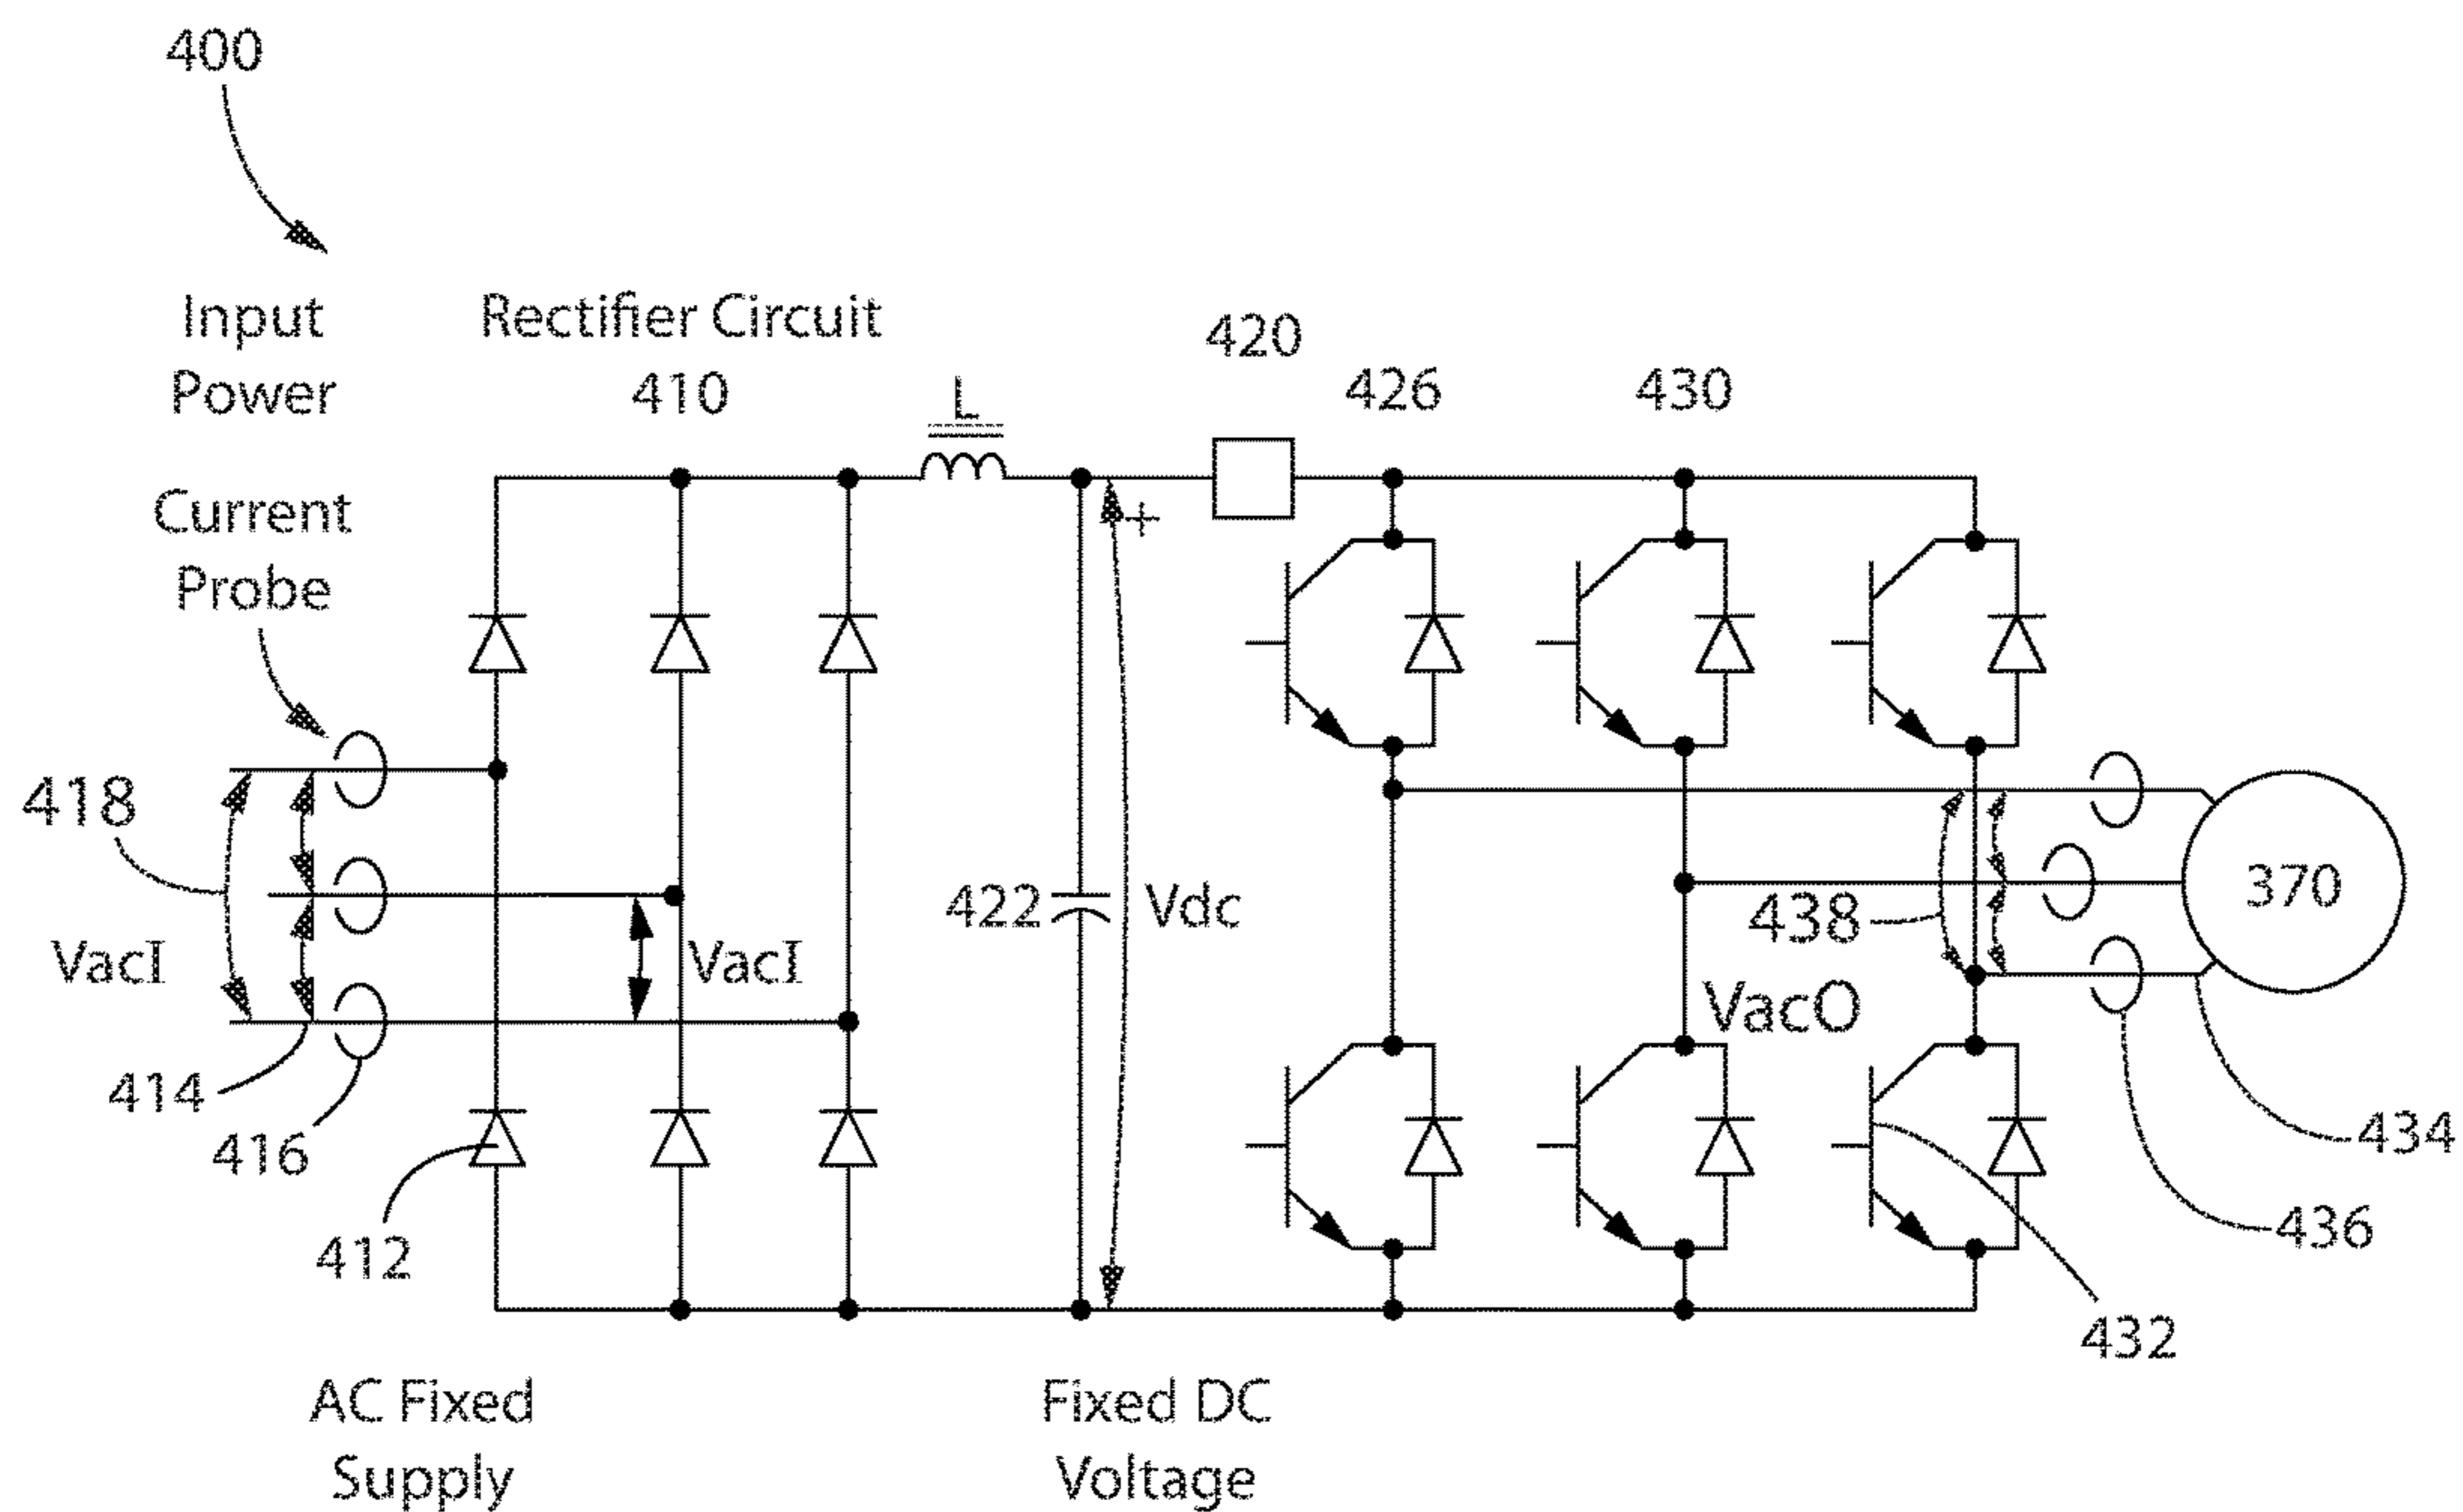 400
Input
Power
Rectifier Circuit
410
L
420
426
430
Current
Probe
+
418
VacI
VacI
422
Vdc
438
VacO
370
414
416
412
434
436
432
AC Fixed
Supply
Fixed DC
Voltage